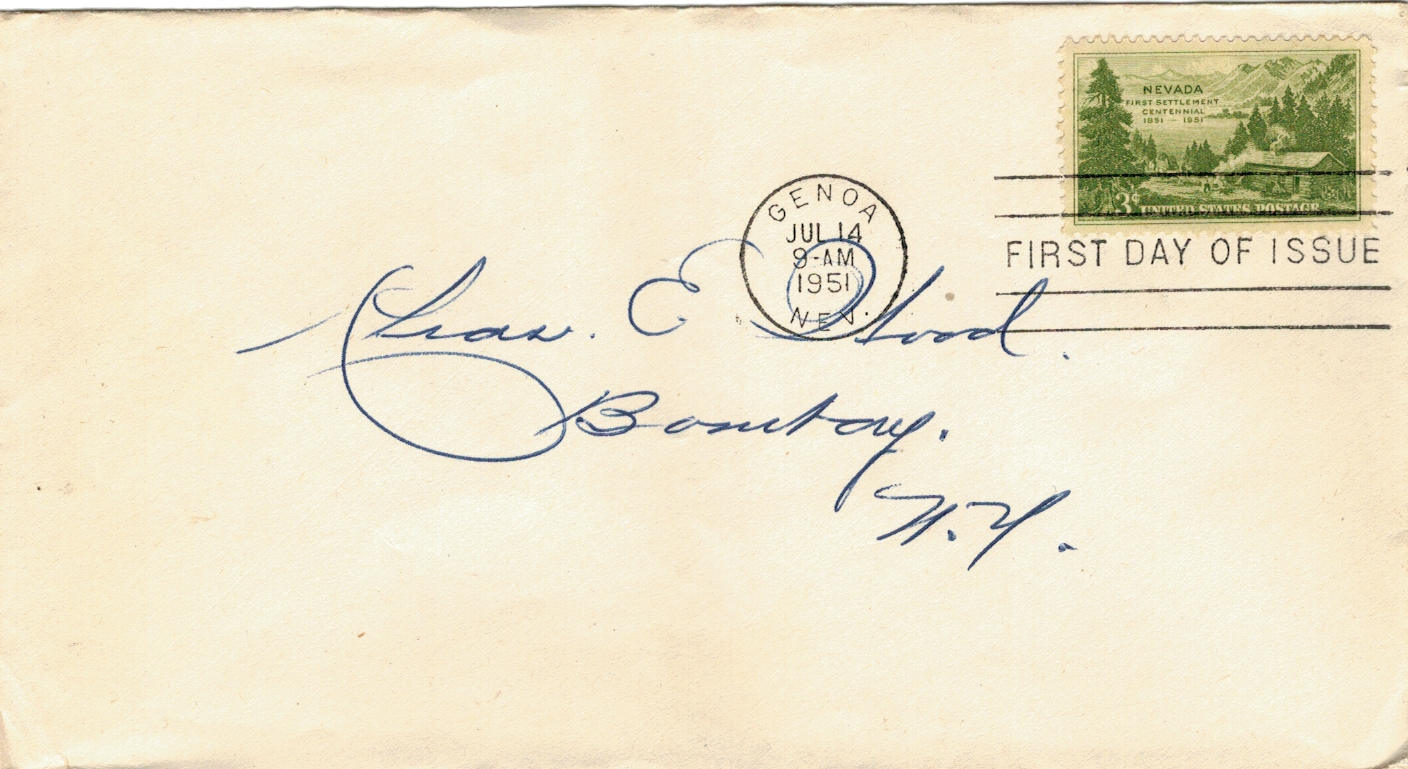 NEVADA
FIRST SETTLEMENT
CENTENNIAL
1851 - 1951
3¢ UNITED STATES POSTAGE
GENOA
JUL 14
9-AM
1951
NEV.
FIRST DAY OF ISSUE
Chas. E.
Bombay.
N.Y.